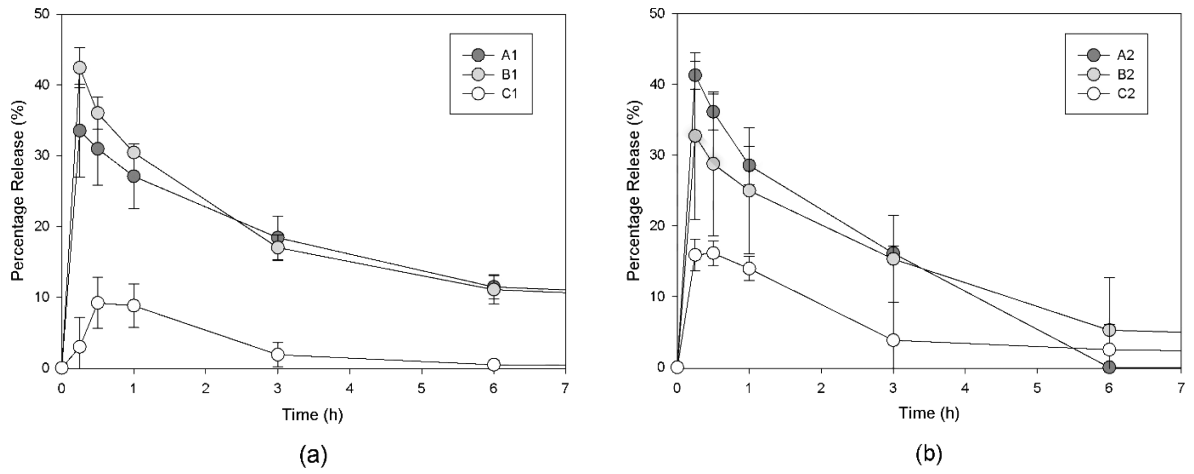 50
40
30
20
10
0
Percentage Release (%)
A1
B1
C1
0 1 2 3 4 5 6 7
Time (h)
(a)
50
40
30
20
10
0
Percentage Release (%)
A2
B2
C2
0 1 2 3 4 5 6 7
Time (h)
(b)